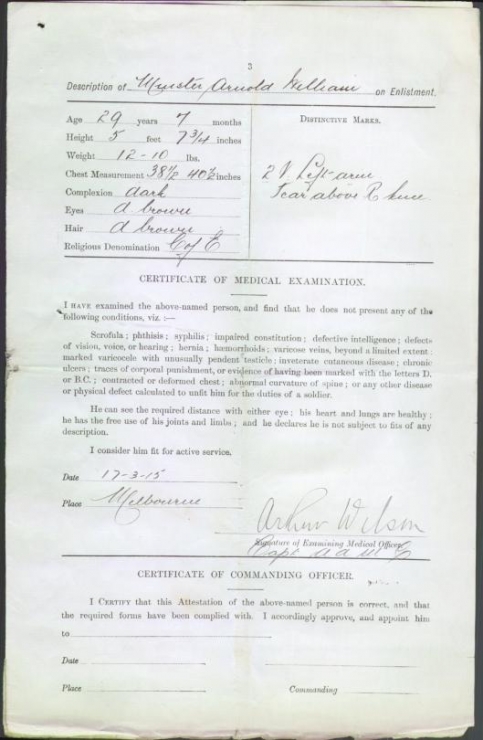 3
Description of Minster, Arnold William on Enlistment.
Age 29 years 7 months
Height 5 feet 7 3/4 inches
Weight 12-10 lbs.
Chest Measurement 38 1/2 40 1/2 inches
Complexion dark
Eyes d brown
Hair d brown
Religious Denomination C of E
DISTINCTIVE MARKS.
2 V Left arm
Scar above R knee
CERTIFICATE OF MEDICAL EXAMINATION.
I HAVE examined the above-named person, and find that he does not present any of the
following conditions, viz. :—
Scrofula ; phthisis ; syphilis ; impaired constitution ; defective intelligence ; defects
of vision, voice, or hearing ; hernia ; hæmorrhoids ; varicose veins, beyond a limited extent ;
marked varicocele with unusually pendent testicle ; inveterate cutaneous disease ; chronic
ulcers ; traces of corporal punishment, or evidence of having been marked with the letters D.
or B.C. ; contracted or deformed chest ; abnormal curvature of spine ; or any other disease
or physical defect calculated to unfit him for the duties of a soldier.
He can see the required distance with either eye ; his heart and lungs are healthy ;
he has the free use of his joints and limbs ; and he declares he is not subject to fits of any
description.
I consider him fit for active service.
Date 17-3-15
Place Melbourne
Arthur Wilson
Signature of Examining Medical Officer.
Capt A A M C
CERTIFICATE OF COMMANDING OFFICER.
I CERTIFY that this Attestation of the above-named person is correct, and that
the required forms have been complied with. I accordingly approve, and appoint him
to
Date
Place
Commanding